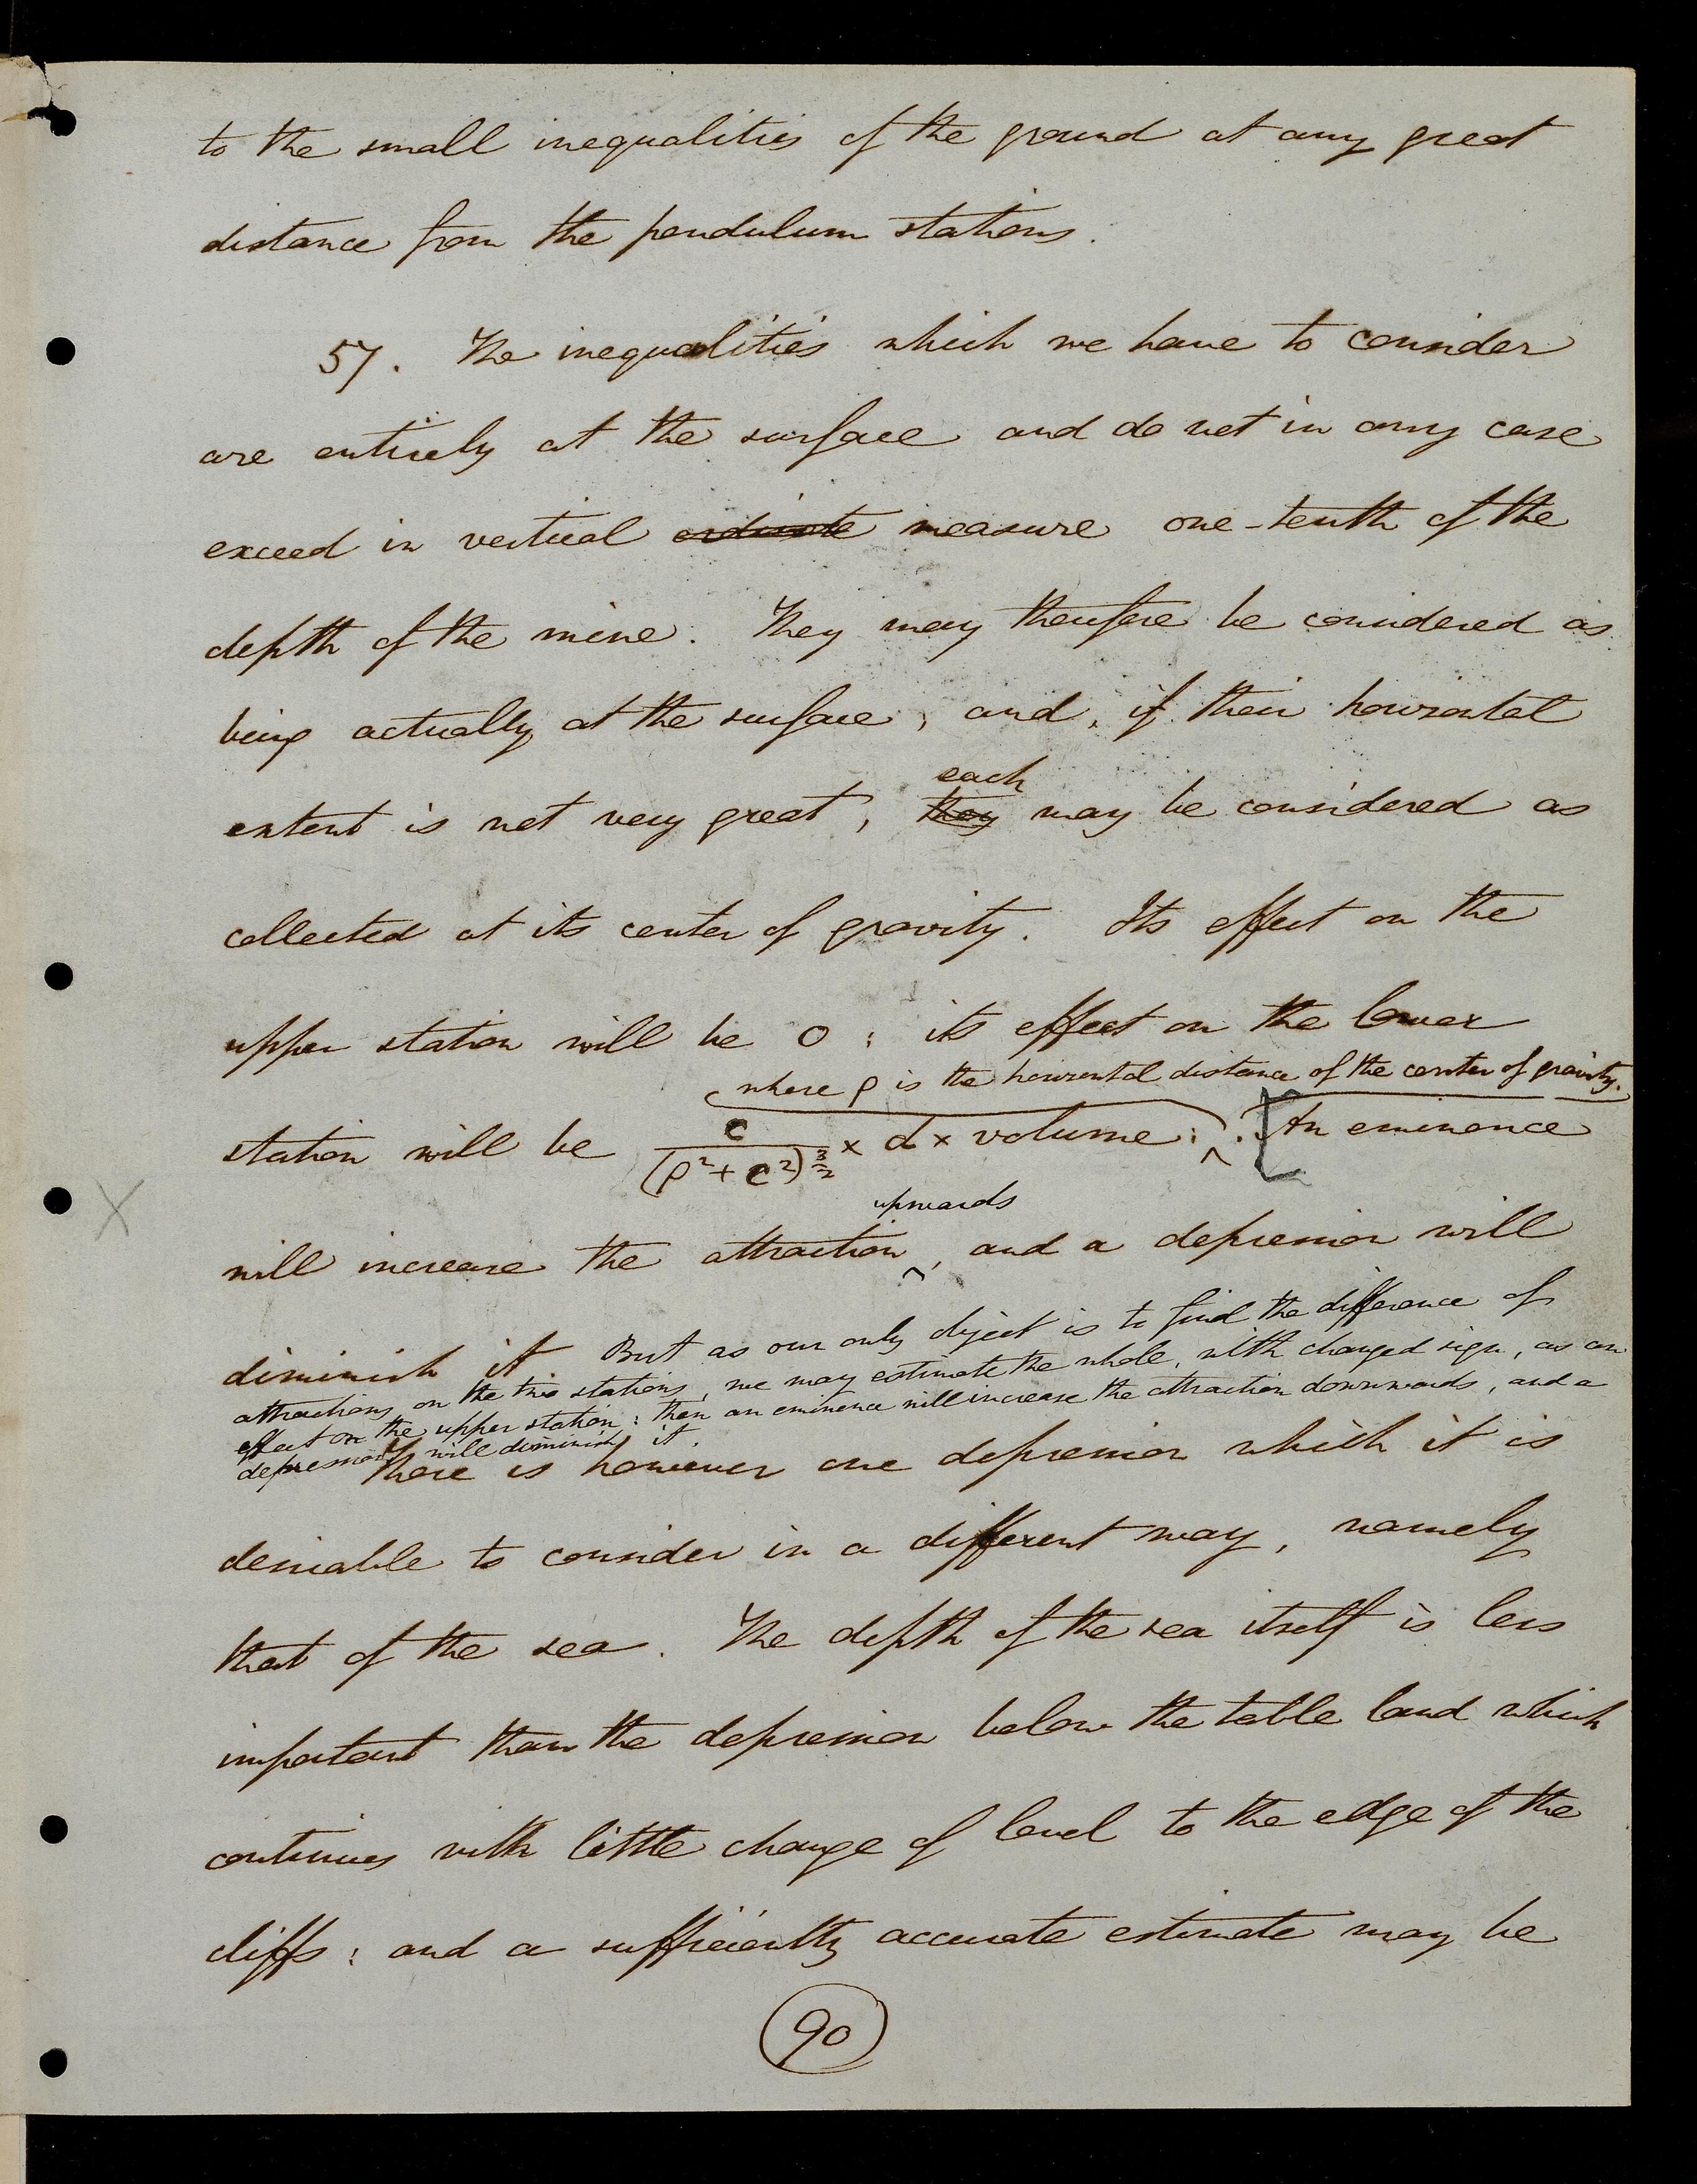 to the small inequalities of the ground at any great
distance from the pendulum stations.
57. The inequalities which we have to consider
are entirely at the surface and do not in any case
exceed in vertical ordinate measure one-tenth of the
depth of the mine. They may therefore be considered as
being actually at the surface; and, if their horizontal
each
extent is not very great, they may be considered as
collected at its center of gravity. Its effect on the
upper station will be 0; its effect on the lower
where ρ is the horizontal distance of the center of gravity.
station will be c/(ρ²+c²)^3/2 × d × volume: ^. [An eminence
upwards
will increase the attraction ^, and a depression will
diminish it. But as our only object is to find the difference of
attractions on the two stations, we may estimate the whole, with changed sign, as an
effect on the upper station: then an eminence will increase the attraction downwards, and a
depression will diminish it.
There is however one depression which it is
desirable to consider in a different way, namely
that of the sea. The depth of the sea itself is less
important than the depression below the table land which
continues with little change of level to the edge of the
cliffs: and a sufficiently accurate estimate may be
90
X